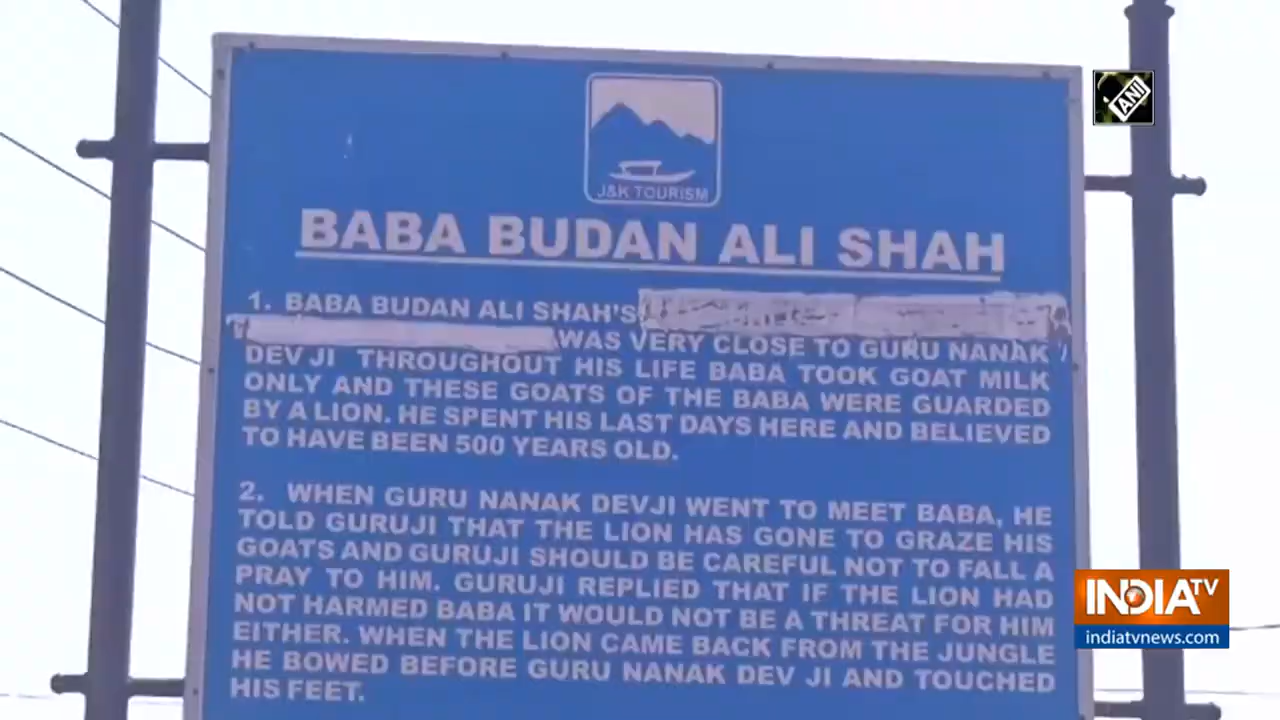 ANI
J&K TOURISM
BABA BUDAN ALI SHAH
1. BABA BUDAN ALI SHAH'S
WAS VERY CLOSE TO GURU NANAK
DEV JI THROUGHOUT HIS LIFE BABA TOOK GOAT MILK
ONLY AND THESE GOATS OF THE BABA WERE GUARDED
BY A LION. HE SPENT HIS LAST DAYS HERE AND BELIEVED
TO HAVE BEEN 500 YEARS OLD.
2. WHEN GURU NANAK DEVJI WENT TO MEET BABA, HE
TOLD GURUJI THAT THE LION HAS GONE TO GRAZE HIS
GOATS AND GURUJI SHOULD BE CAREFUL NOT TO FALL A
PRAY TO HIM. GURUJI REPLIED THAT IF THE LION HAD
NOT HARMED BABA IT WOULD NOT BE A THREAT FOR HIM
EITHER. WHEN THE LION CAME BACK FROM THE JUNGLE
HE BOWED BEFORE GURU NANAK DEV JI AND TOUCHED
HIS FEET.
INDIA TV
indiatvnews.com